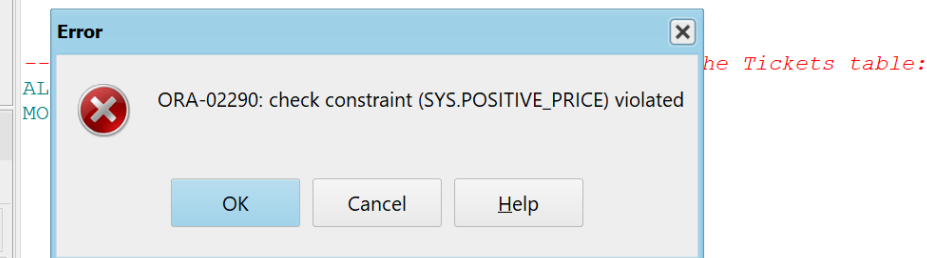 Error
-- he Tickets table:
ORA-02290: check constraint (SYS.POSITIVE_PRICE) violated
AL
MO
OK Cancel Help